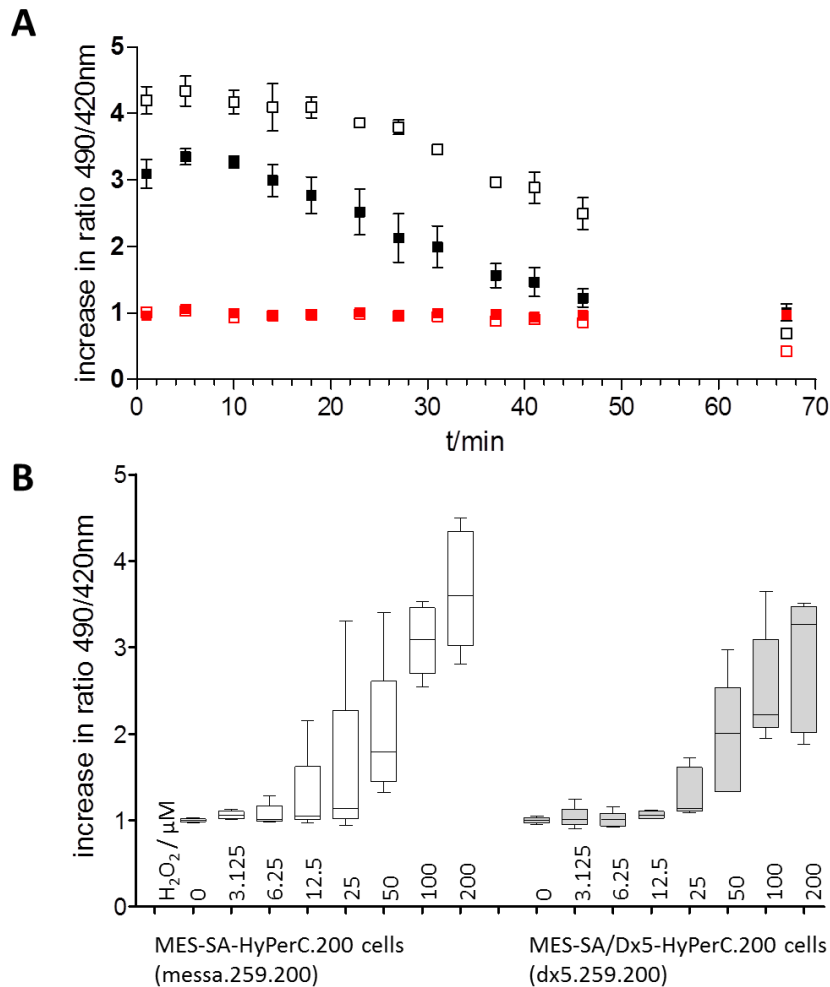 A
increase in ratio 490/420nm
5
4
3
2
1
0
0 10 20 30 40 50 60 70
t/min
B
increase in ratio 490/420nm
5
4
3
2
1
0
H₂O₂ / μM
0 3.125 6.25 12.5 25 50 100 200
0 3.125 6.25 12.5 25 50 100 200
MES-SA-HyPerC.200 cells
(messa.259.200)
MES-SA/Dx5-HyPerC.200 cells
(dx5.259.200)